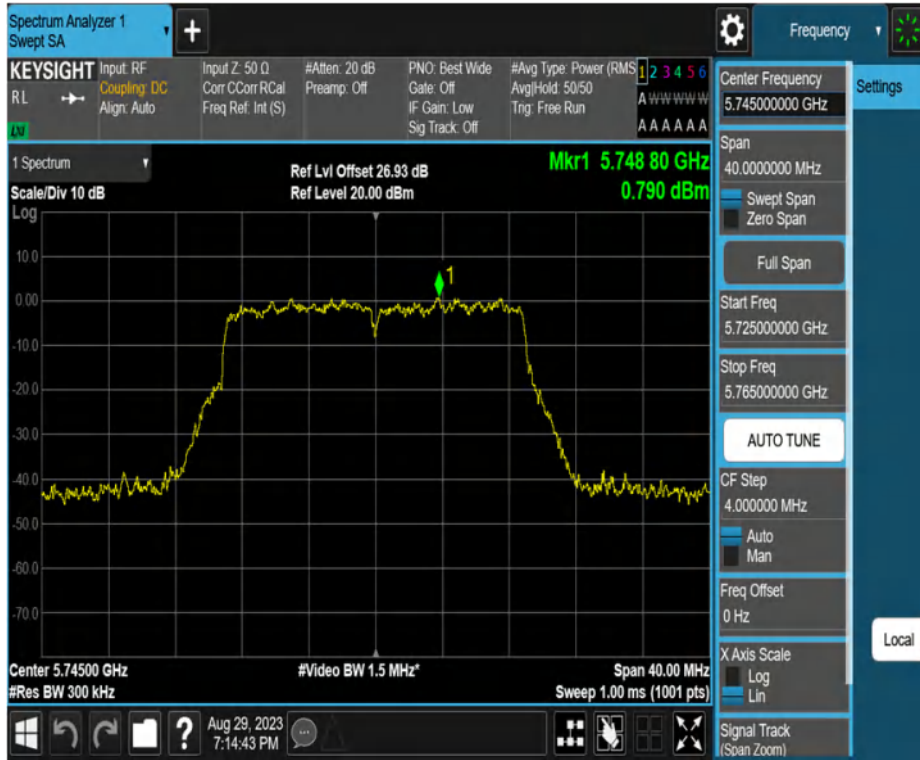 Spectrum Analyzer 1
Swept SA
+
Frequency
KEYSIGHT
RL
LXI
Input: RF
Coupling: DC
Align: Auto
Input Z: 50 Ω
Corr CCorr RCal
Freq Ref: Int (S)
#Atten: 20 dB
Preamp: Off
PNO: Best Wide
Gate: Off
IF Gain: Low
Sig Track: Off
#Avg Type: Power (RMS
Avg|Hold: 50/50
Trig: Free Run
1 2 3 4 5 6
A W W W W W
A A A A A A
1 Spectrum
Scale/Div 10 dB
Ref Lvl Offset 26.93 dB
Ref Level 20.00 dBm
Mkr1 5.748 80 GHz
0.790 dBm
Log
10.0
0.00
-10.0
-20.0
-30.0
-40.0
-50.0
-60.0
-70.0
1
Center 5.74500 GHz
#Res BW 300 kHz
#Video BW 1.5 MHz*
Span 40.00 MHz
Sweep 1.00 ms (1001 pts)
?
Aug 29, 2023
7:14:43 PM
Center Frequency
5.745000000 GHz
Span
40.0000000 MHz
Swept Span
Zero Span
Full Span
Start Freq
5.725000000 GHz
Stop Freq
5.765000000 GHz
AUTO TUNE
CF Step
4.000000 MHz
Auto
Man
Freq Offset
0 Hz
X Axis Scale
Log
Lin
Signal Track
(Span Zoom)
Settings
Local